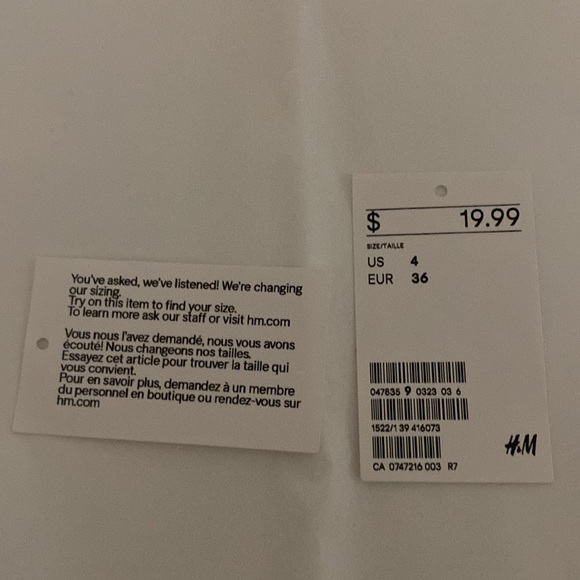 You've asked, we've listened! We're changing
our sizing.
Try on this item to find your size.
To learn more ask our staff or visit hm.com
Vous nous l'avez demandé, nous vous avons
écouté! Nous changeons nos tailles.
Essayez cet article pour trouver la taille qui
vous convient.
Pour en savoir plus, demandez à un membre
du personnel en boutique ou rendez-vous sur
hm.com
$ 19.99
SIZE/TAILLE
US 4
EUR 36
047635 9 0323 03 6
1522/1 39 416073
CA 0747216 003 R7
H&M